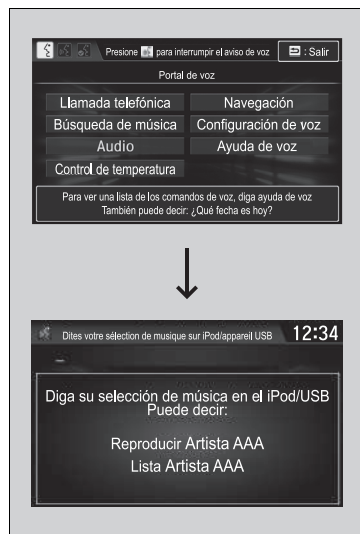 Presione para interrumpir el aviso de voz
: Salir
Portal de voz
Llamada telefónica
Navegación
Búsqueda de música
Configuración de voz
Audio
Ayuda de voz
Control de temperatura
Para ver una lista de los comandos de voz, diga ayuda de voz
También puede decir: ¿Qué fecha es hoy?
Dites votre sélection de musique sur iPod/appareil USB
12:34
Diga su selección de música en el iPod/USB
Puede decir:
Reproducir Artista AAA
Lista Artista AAA